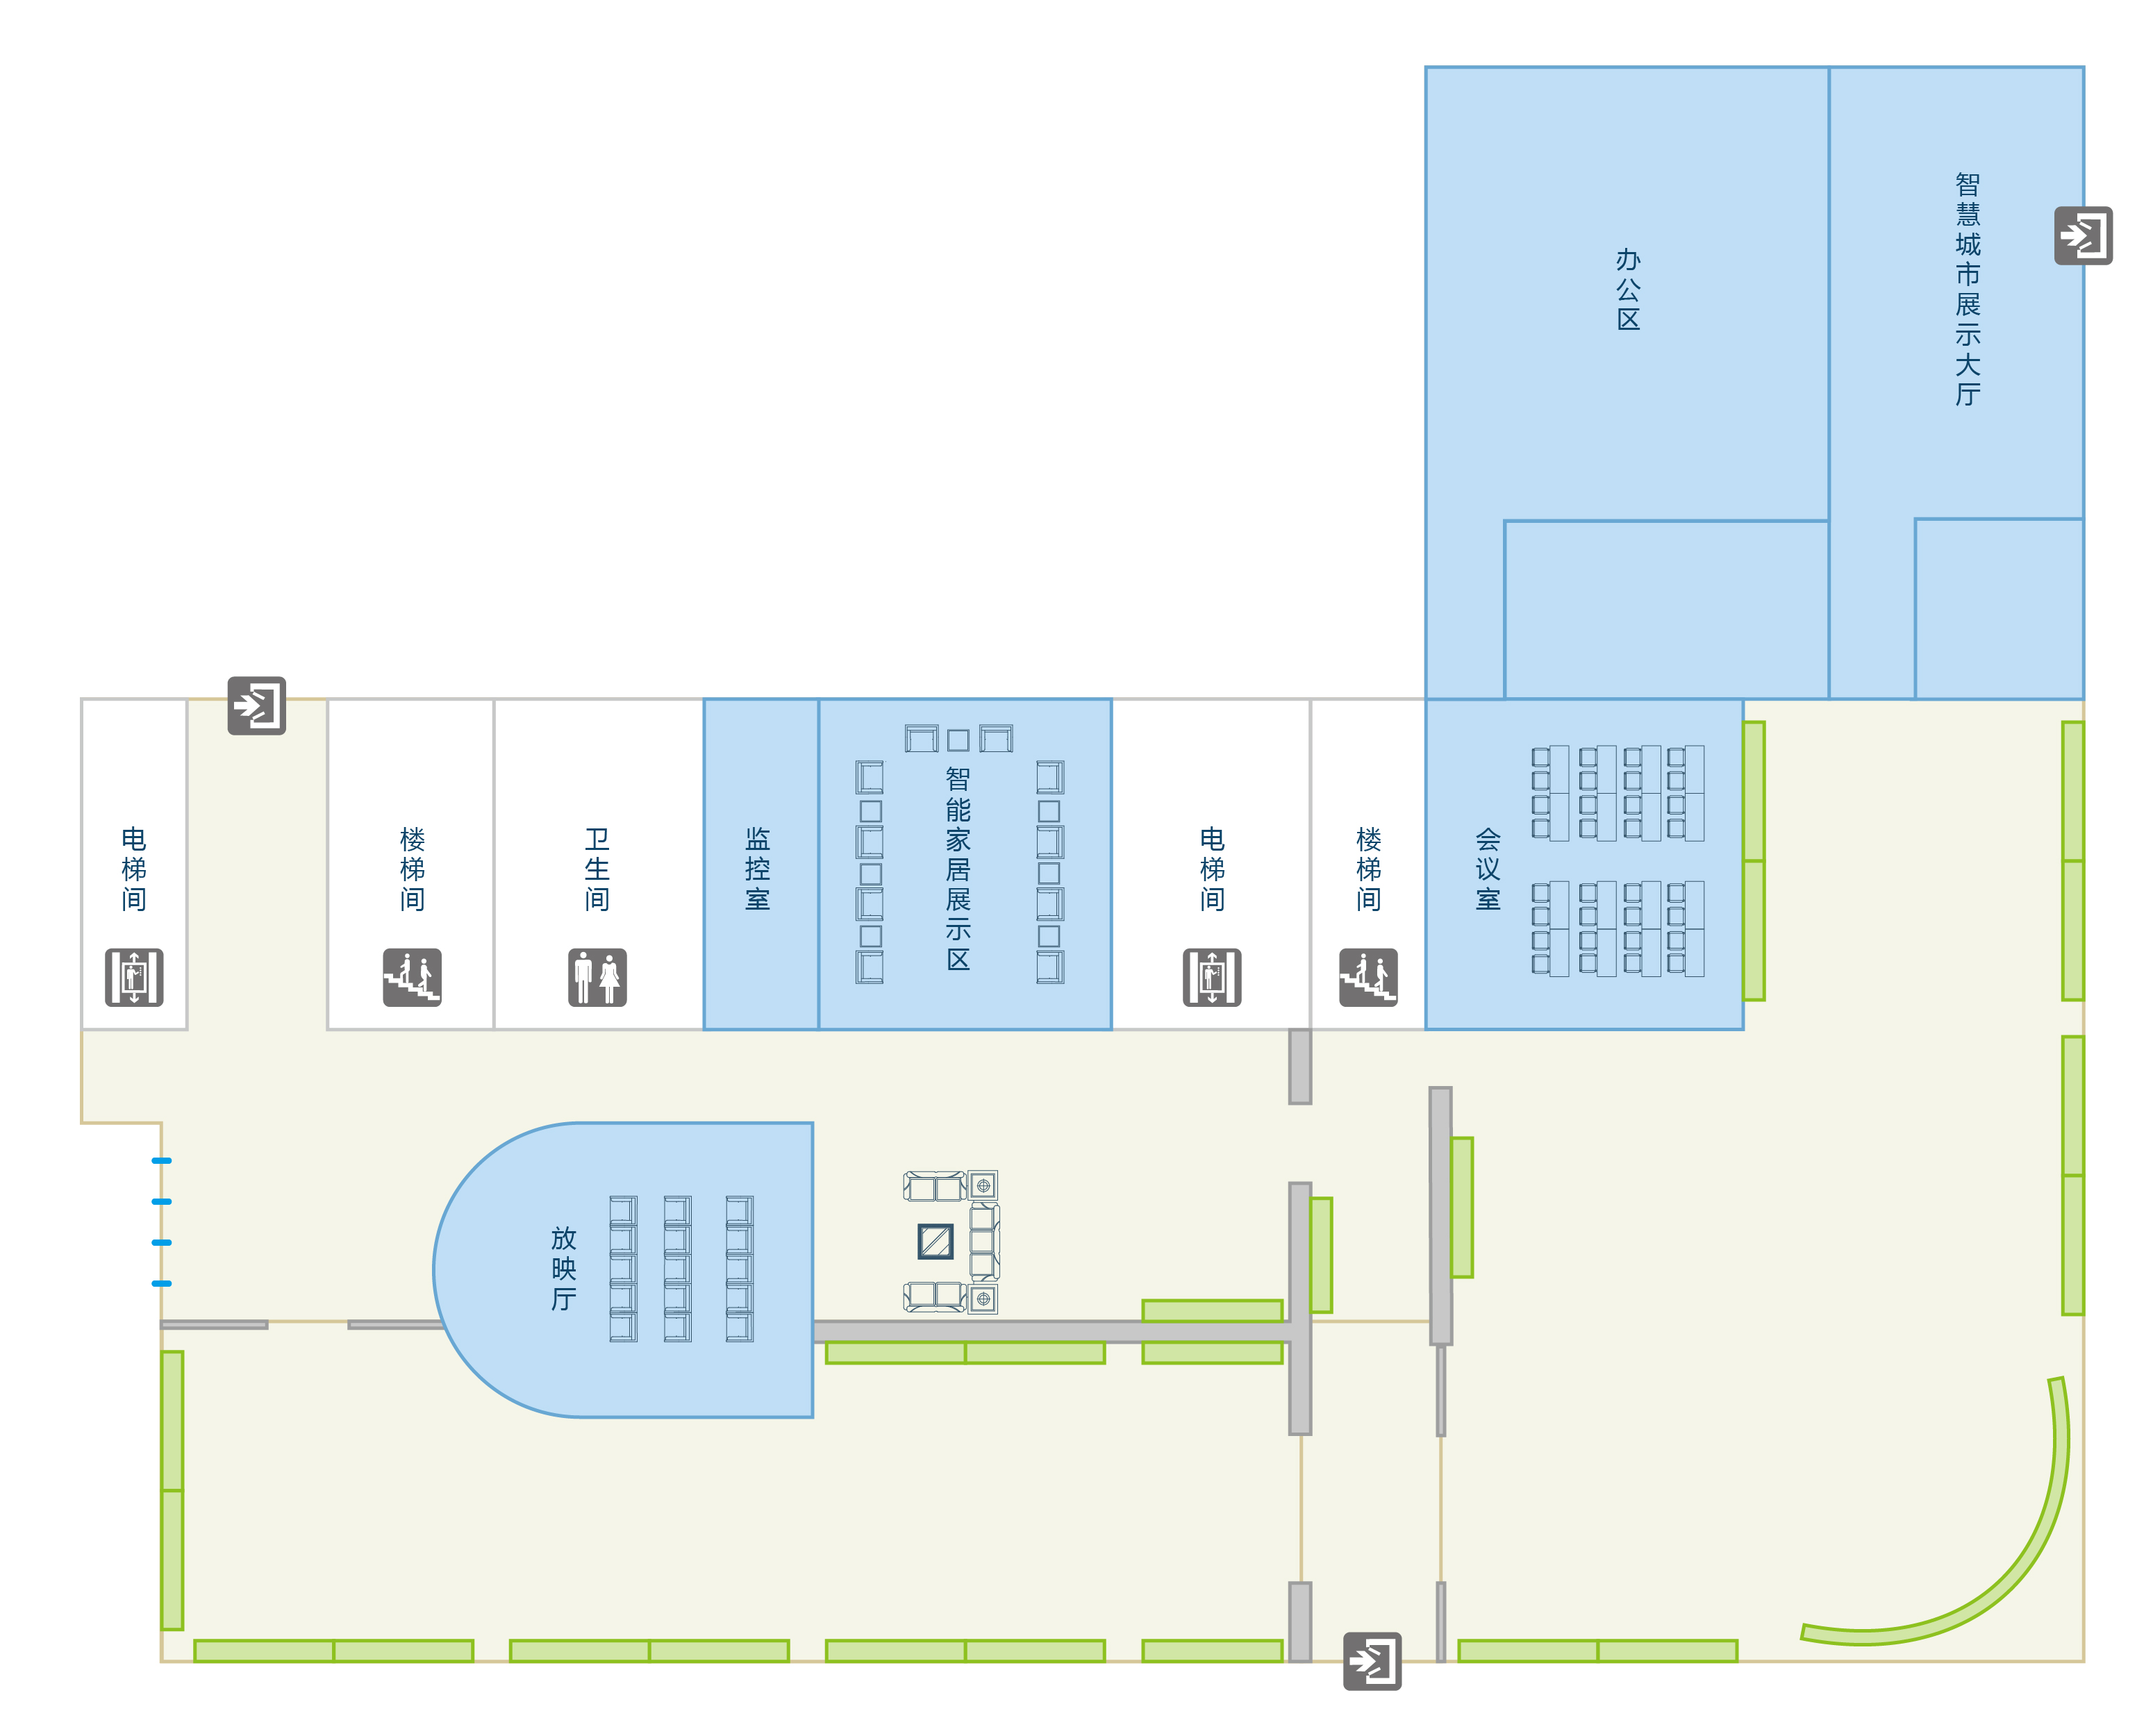 办公区
智慧城市展示大厅
电梯间
楼梯间
卫生间
监控室
智能家居展示区
电梯间
楼梯间
会议室
放映厅